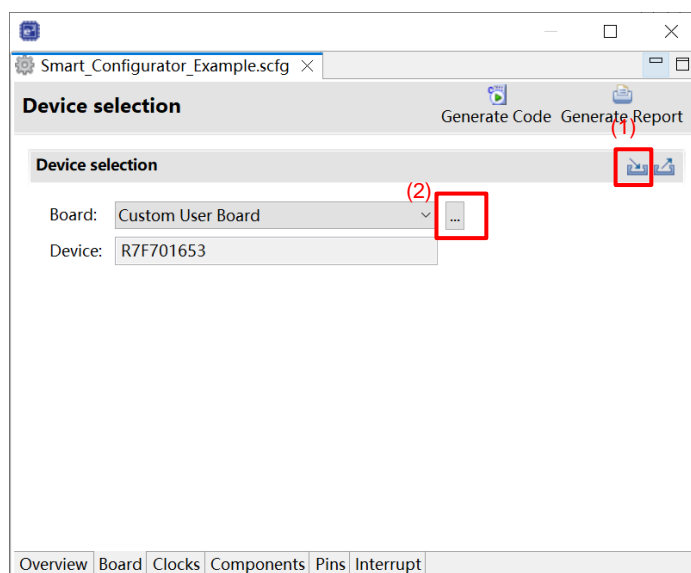 Smart_Configurator_Example.scfg
Device selection
Generate Code
Generate Report
(1)
Device selection
(2)
Board:
Custom User Board
...
Device:
R7F701653
Overview
Board
Clocks
Components
Pins
Interrupt